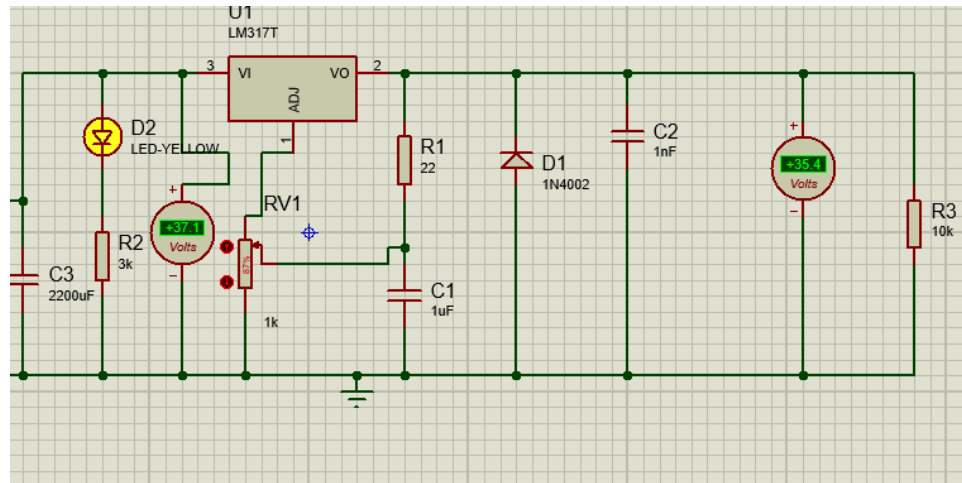 U1
LM317T
3
VI
VO
2
ADJ
1
D2
LED-YELLOW
R1
22
D1
1N4002
C2
1nF
+
+35.4
Volts
−
R3
10k
+
+37.1
Volts
−
RV1
87%
1k
R2
3k
C3
2200uF
C1
1uF